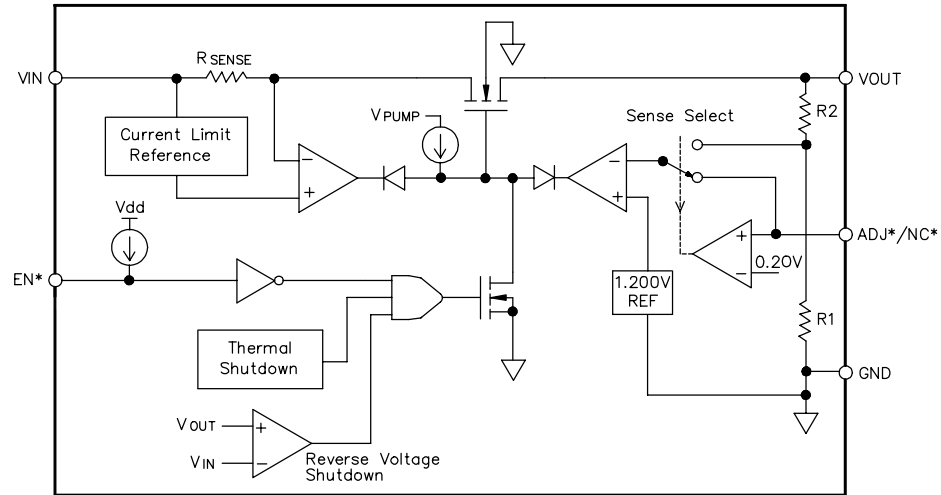 VIN
RSENSE
VOUT
Current Limit
Reference
VPUMP
Sense Select
R2
−
+
−
+
Vdd
EN*
ADJ*/NC*
+
−
0.20V
1.200V
REF
R1
Thermal
Shutdown
GND
VOUT
+
VIN
−
Reverse Voltage
Shutdown